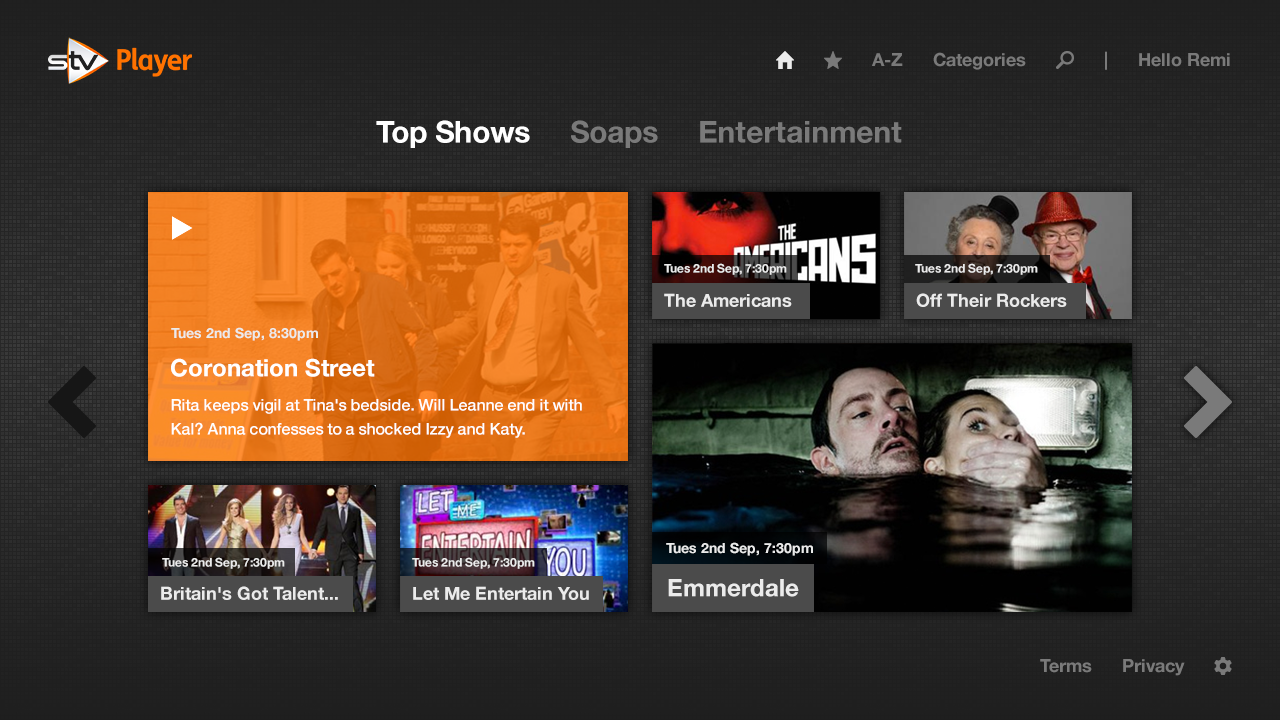 stv Player
A-Z
Categories
Hello Remi
Top Shows
Soaps
Entertainment
Tues 2nd Sep, 8:30pm
Coronation Street
Rita keeps vigil at Tina's bedside. Will Leanne end it with
Kal? Anna confesses to a shocked Izzy and Katy.
THE
AMERICANS
Tues 2nd Sep, 7:30pm
The Americans
Tues 2nd Sep, 7:30pm
Off Their Rockers
Tues 2nd Sep, 7:30pm
Britain's Got Talent...
LET
ME
ENTERTAIN
YOU
Tues 2nd Sep, 7:30pm
Let Me Entertain You
Tues 2nd Sep, 7:30pm
Emmerdale
Terms
Privacy